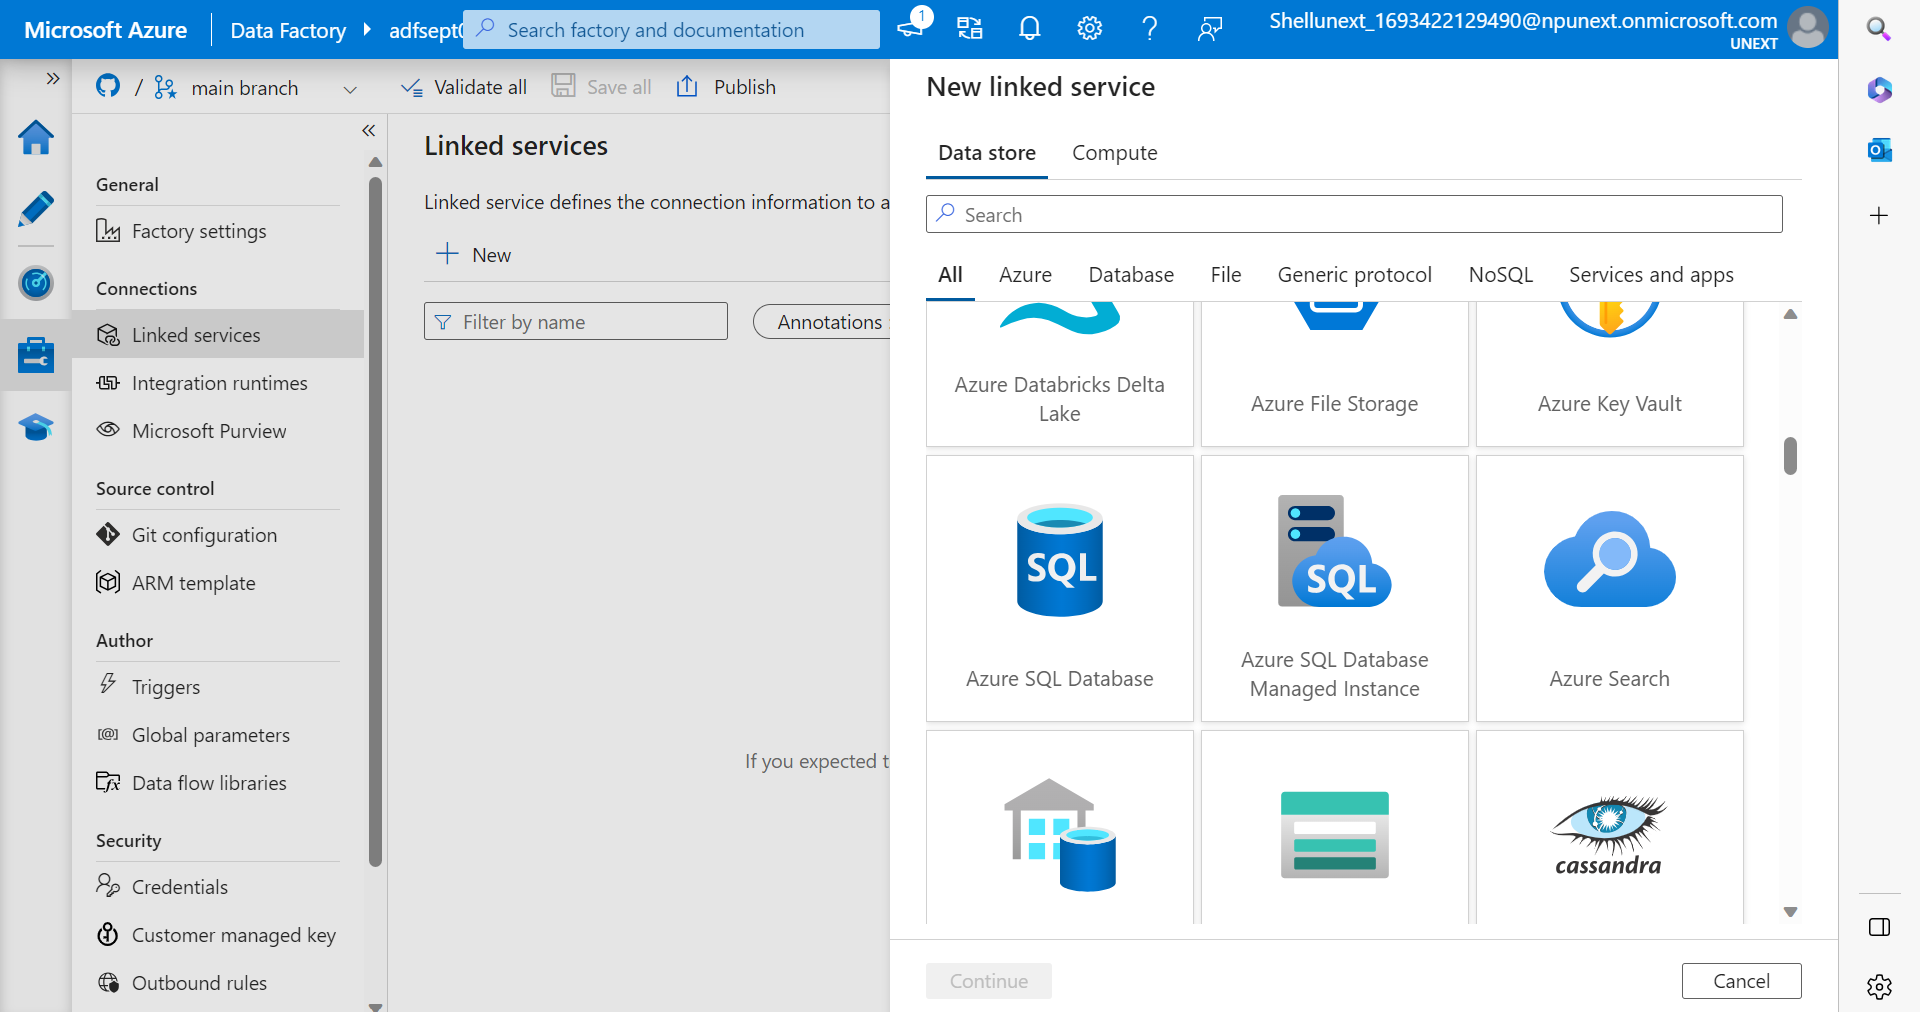 Microsoft Azure
Data Factory
adfsept
Search factory and documentation
1
Shellunext_1693422129490@npunext.onmicrosoft.com
UNEXT
/
main branch
Validate all
Save all
Publish
General
Factory settings
Connections
Linked services
Integration runtimes
Microsoft Purview
Source control
Git configuration
ARM template
Author
Triggers
Global parameters
Data flow libraries
Security
Credentials
Customer managed key
Outbound rules
Linked services
Linked service defines the connection information to a
New
Filter by name
Annotations
If you expected t
New linked service
Data store
Compute
Search
All
Azure
Database
File
Generic protocol
NoSQL
Services and apps
Azure Databricks Delta
Lake
Azure File Storage
Azure Key Vault
SQL
Azure SQL Database
SQL
Azure SQL Database
Managed Instance
Azure Search
cassandra
Continue
Cancel